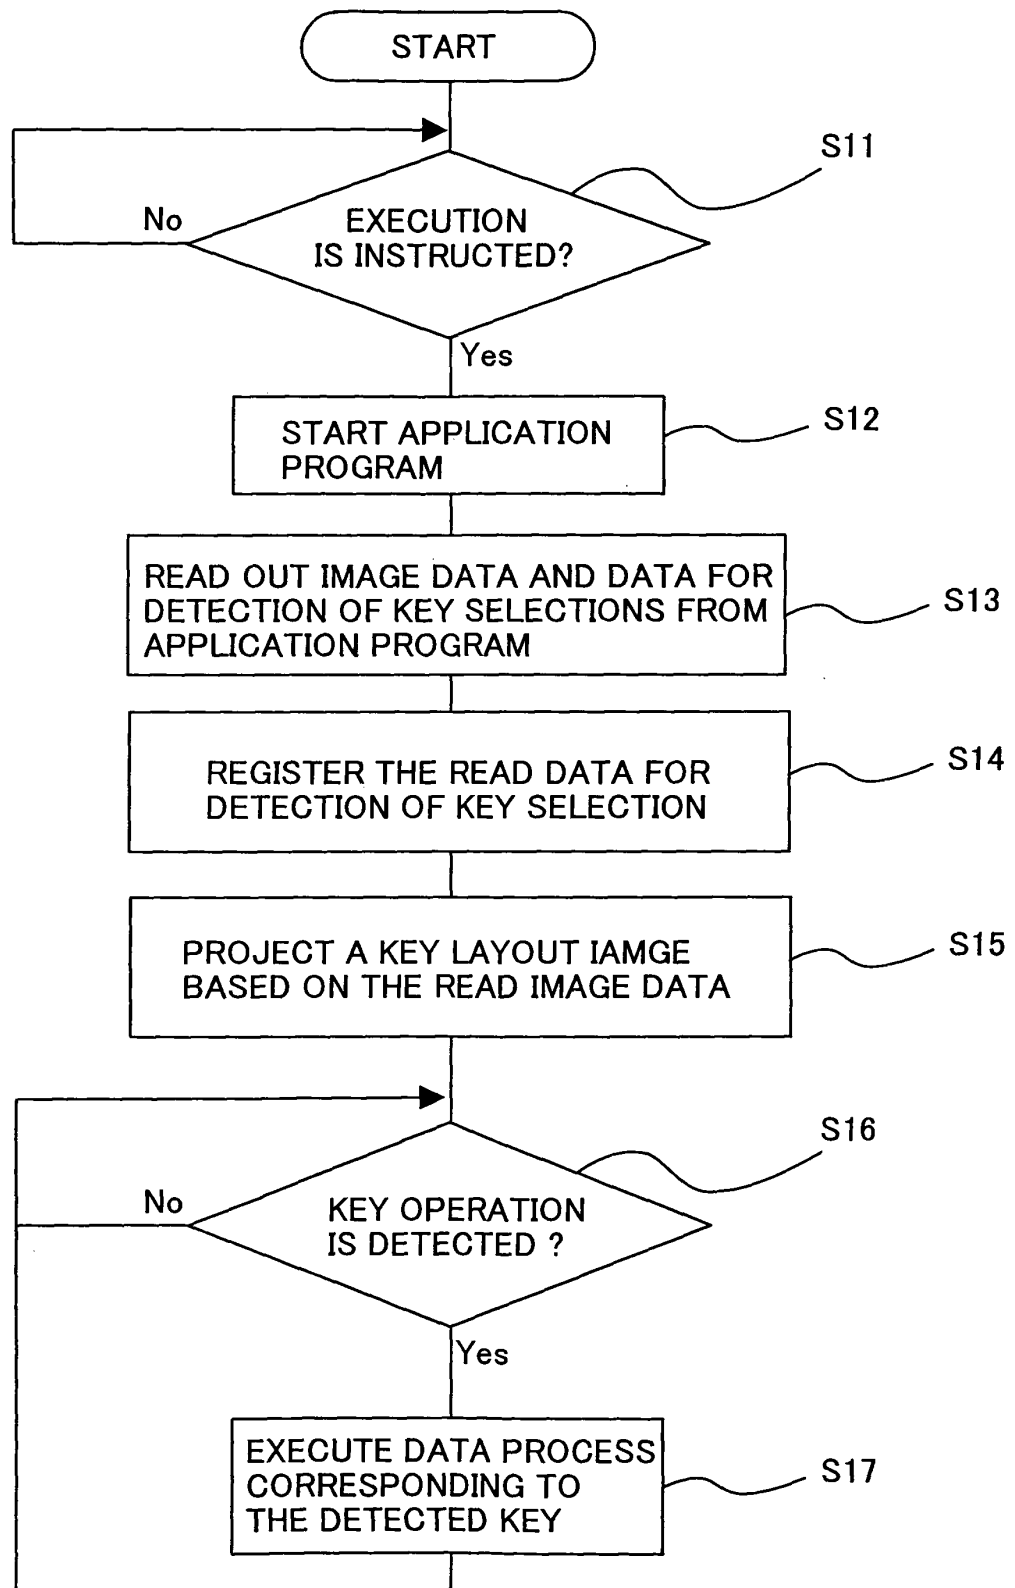 START
S11
No
EXECUTION
IS INSTRUCTED?
Yes
S12
START APPLICATION
PROGRAM
READ OUT IMAGE DATA AND DATA FOR
DETECTION OF KEY SELECTIONS FROM
APPLICATION PROGRAM
S13
REGISTER THE READ DATA FOR
DETECTION OF KEY SELECTION
S14
PROJECT A KEY LAYOUT IAMGE
BASED ON THE READ IMAGE DATA
S15
S16
No
KEY OPERATION
IS DETECTED ?
Yes
EXECUTE DATA PROCESS
CORRESPONDING TO
THE DETECTED KEY
S17